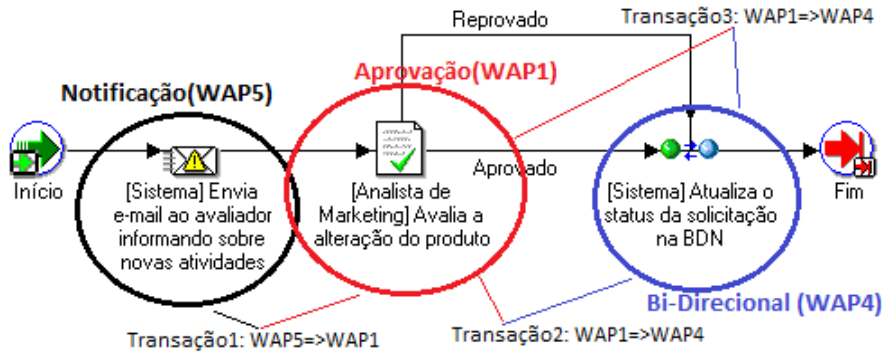 Reprovado
Transação3: WAP1=>WAP4
Notificação(WAP5)
Aprovação(WAP1)
Início
Aprovado
Fim
[Sistema] Envia
e-mail ao avaliador
informando sobre
novas atividades
[Analista de
Marketing] Avalia a
alteração do produto
[Sistema] Atualiza o
status da solicitação
na BDN
Bi-Direcional (WAP4)
Transação1: WAP5=>WAP1
Transação2: WAP1=>WAP4